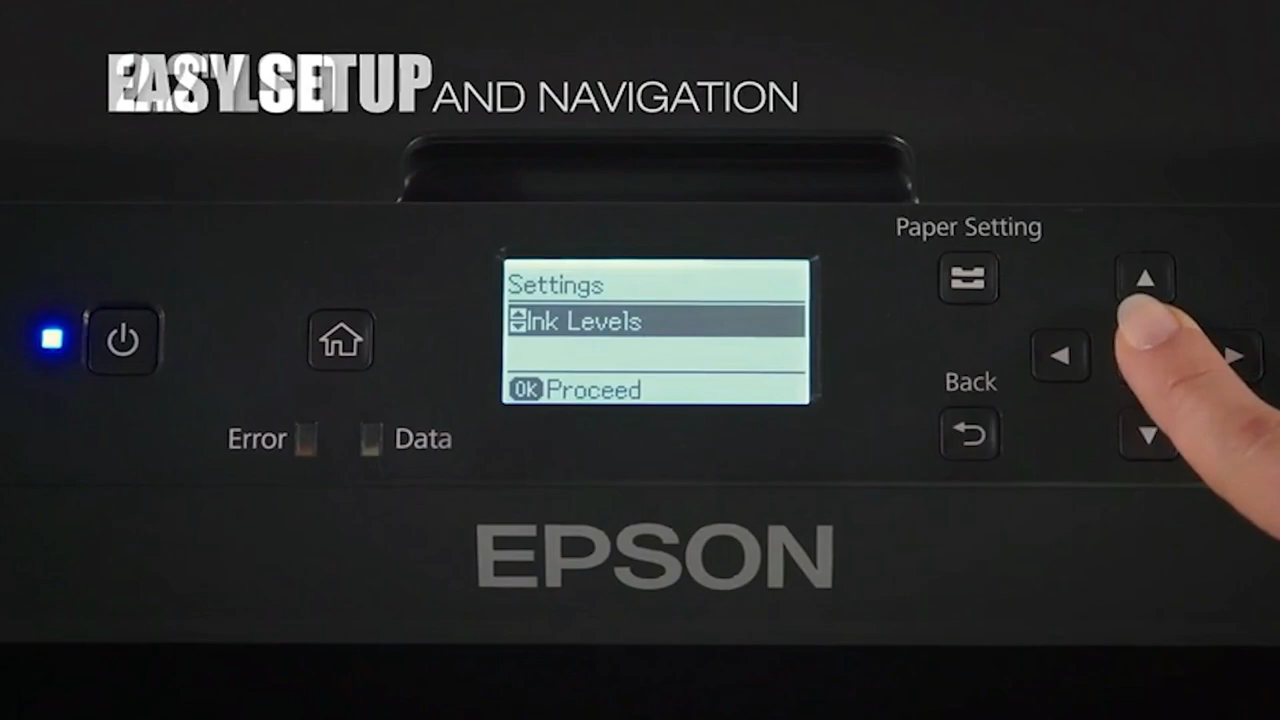 EASY SETUP AND NAVIGATION
Paper Setting
Settings
Ink Levels
OK Proceed
Back
Error
Data
EPSON